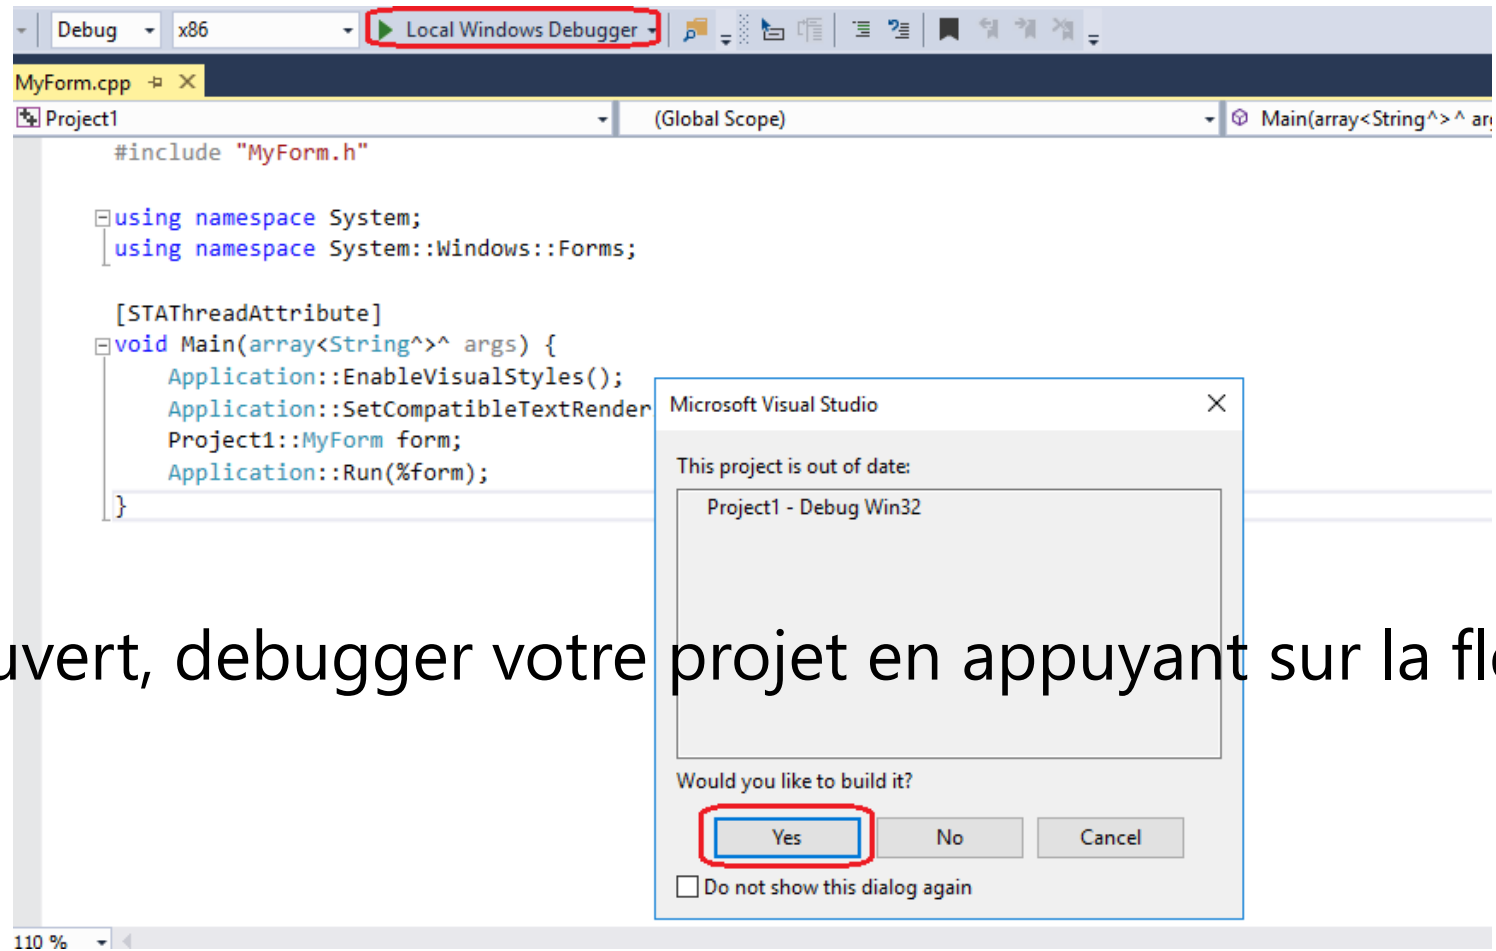 Debug x86 Local Windows Debugger
MyForm.cpp
Project1 (Global Scope) Main(array<String^>^
#include "MyForm.h"
using namespace System;
using namespace System::Windows::Forms;
[STAThreadAttribute]
void Main(array<String^>^ args) {
Application::EnableVisualStyles();
Application::SetCompatibleTextRender
Project1::MyForm form;
Application::Run(%form);
}
Microsoft Visual Studio
This project is out of date:
Project1 - Debug Win32
uvert, debugger votre projet en appuyant sur la
Would you like to build it?
Yes No Cancel
Do not show this dialog again
110 %